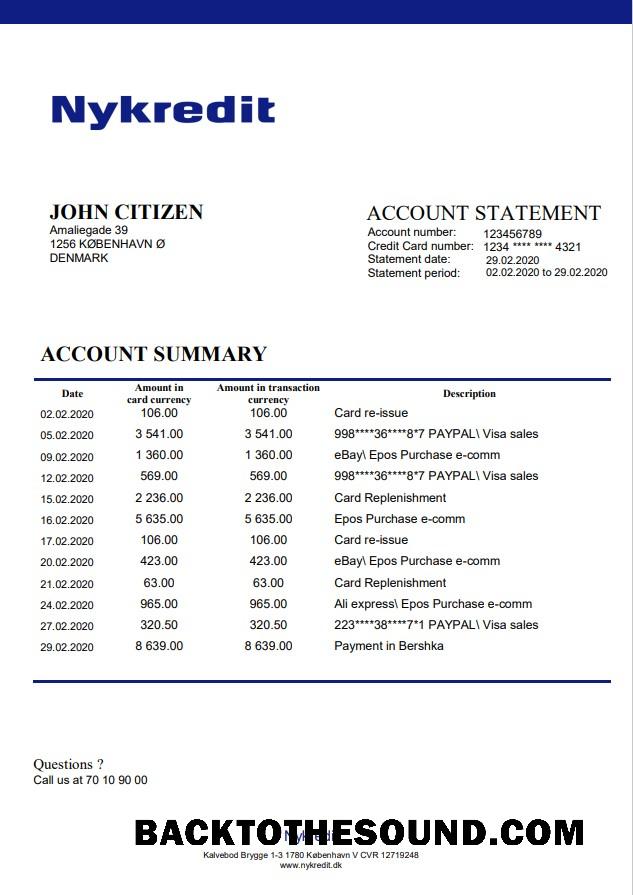 Nykredit
JOHN CITIZEN
Amaliegade 39
1256 KØBENHAVN Ø
DENMARK
ACCOUNT STATEMENT
Account number: 123456789
Credit Card number: 1234 **** **** 4321
Statement date: 29.02.2020
Statement period: 02.02.2020 to 29.02.2020
ACCOUNT SUMMARY
Date Amount in card currency Amount in transaction currency Description
02.02.2020 106.00 106.00 Card re-issue
05.02.2020 3 541.00 3 541.00 998****36****8*7 PAYPAL\ Visa sales
09.02.2020 1 360.00 1 360.00 eBay\ Epos Purchase e-comm
12.02.2020 569.00 569.00 998****36****8*7 PAYPAL\ Visa sales
15.02.2020 2 236.00 2 236.00 Card Replenishment
16.02.2020 5 635.00 5 635.00 Epos Purchase e-comm
17.02.2020 106.00 106.00 Card re-issue
20.02.2020 423.00 423.00 eBay\ Epos Purchase e-comm
21.02.2020 63.00 63.00 Card Replenishment
24.02.2020 965.00 965.00 Ali express\ Epos Purchase e-comm
27.02.2020 320.50 320.50 223****38****7*1 PAYPAL\ Visa sales
29.02.2020 8 639.00 8 639.00 Payment in Bershka
Questions ?
Call us at 70 10 90 00
BACKTOTHESOUND.COM
Kalvebod Brygge 1-3 1780 København V CVR 12719248
www.nykredit.dk